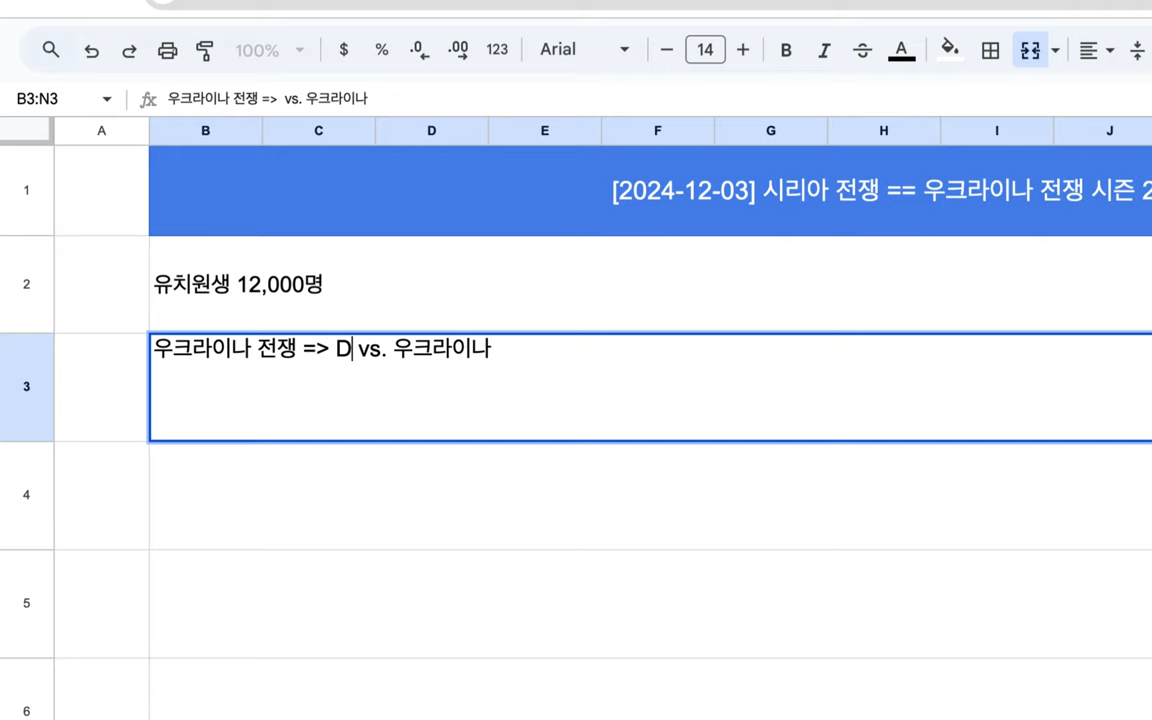 100% $ % .0 .00 123 Arial 14 B I A
B3:N3 fx 우크라이나 전쟁 => vs. 우크라이나
A B C D E F G H I J
1 [2024-12-03] 시리아 전쟁 == 우크라이나 전쟁 시즌 2
2 유치원생 12,000명
3 우크라이나 전쟁 => D vs. 우크라이나
4
5
6